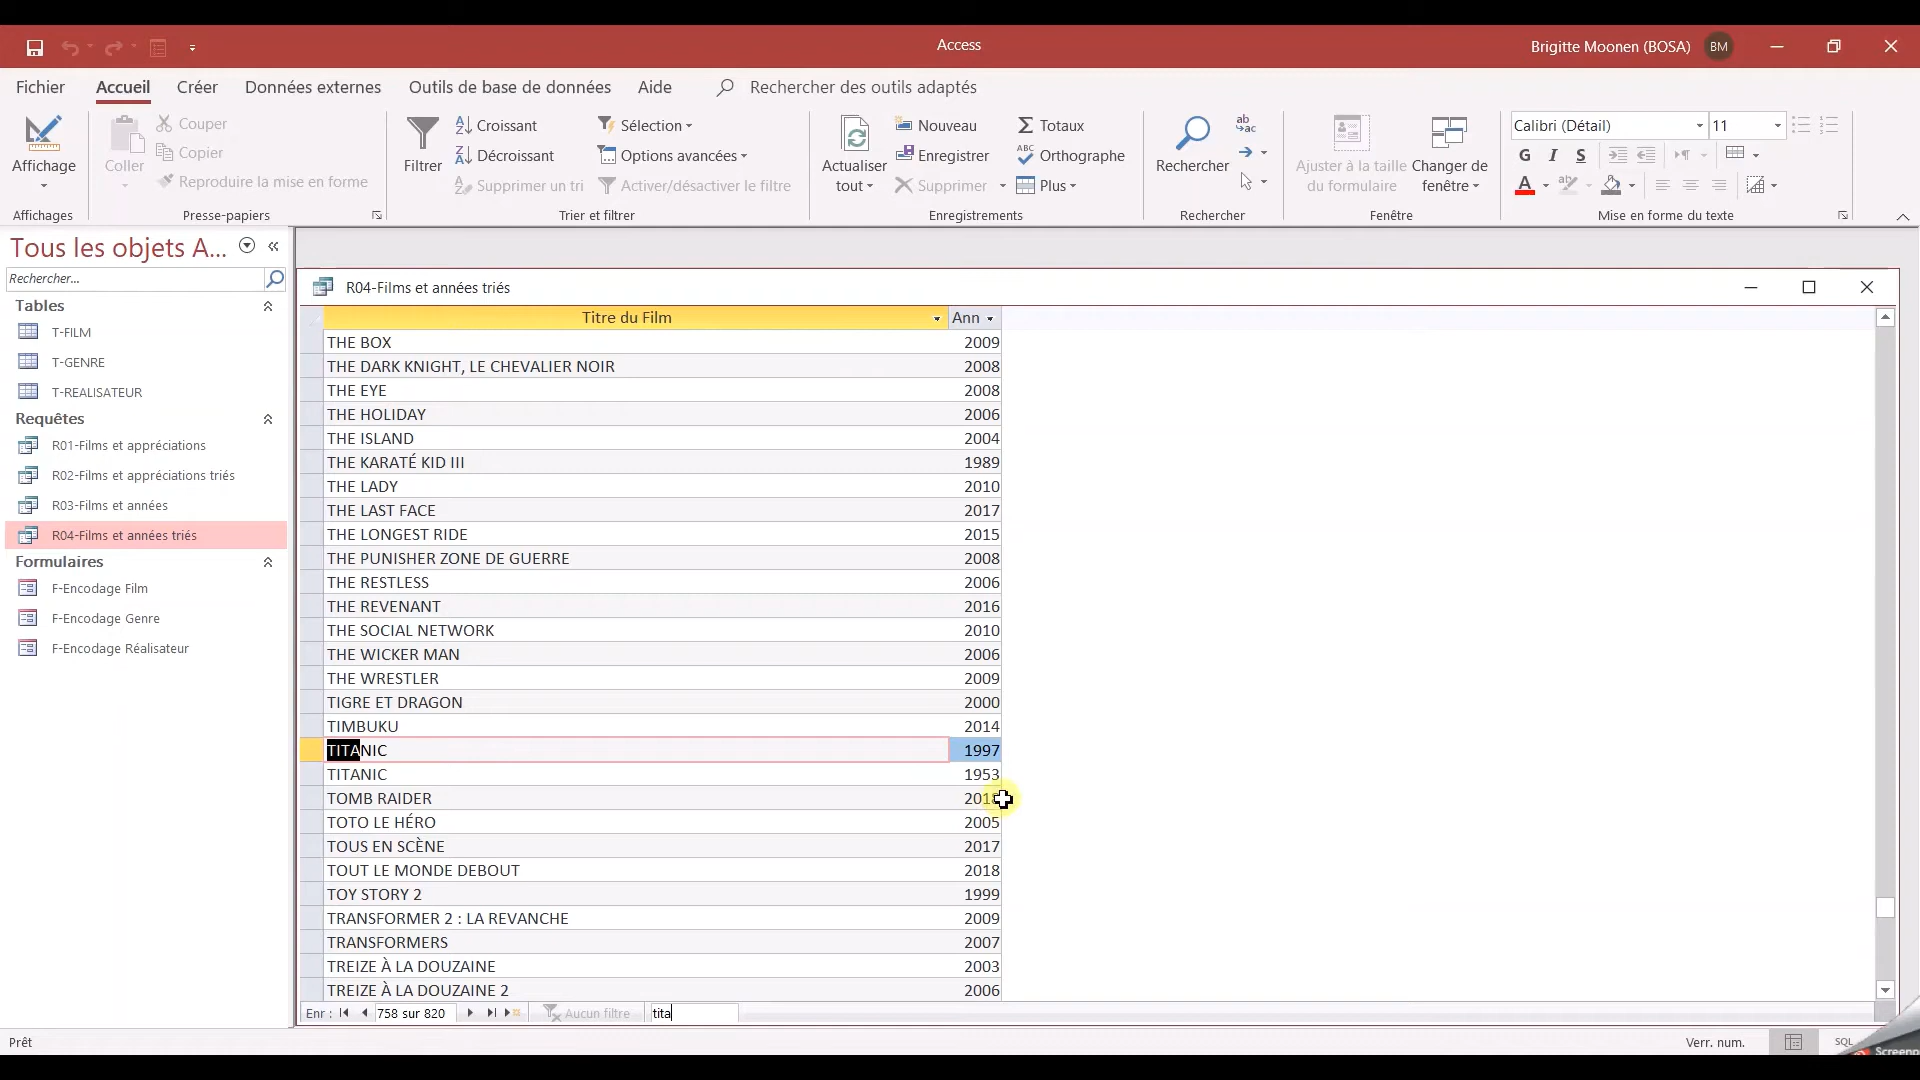 Access
Brigitte Moonen (BOSA) BM
Fichier Accueil Créer Données externes Outils de base de données Aide Rechercher des outils adaptés
Affichage
Affichages
Coller
Couper
Copier
Reproduire la mise en forme
Presse-papiers
Filtrer
Croissant
Décroissant
Supprimer un tri
Sélection
Options avancées
Activer/désactiver le filtre
Trier et filtrer
Actualiser
tout
Nouveau
Enregistrer
Supprimer
Totaux
Orthographe
Plus
Enregistrements
Rechercher
Rechercher
Ajuster à la taille
du formulaire
Changer de
fenêtre
Fenêtre
Calibri (Détail) 11
G I S
Mise en forme du texte
Tous les objets A...
Rechercher...
Tables
T-FILM
T-GENRE
T-REALISATEUR
Requêtes
R01-Films et appréciations
R02-Films et appréciations triés
R03-Films et années
R04-Films et années triés
Formulaires
F-Encodage Film
F-Encodage Genre
F-Encodage Réalisateur
R04-Films et années triés
Titre du Film Ann
THE BOX 2009
THE DARK KNIGHT, LE CHEVALIER NOIR 2008
THE EYE 2008
THE HOLIDAY 2006
THE ISLAND 2004
THE KARATÉ KID III 1989
THE LADY 2010
THE LAST FACE 2017
THE LONGEST RIDE 2015
THE PUNISHER ZONE DE GUERRE 2008
THE RESTLESS 2006
THE REVENANT 2016
THE SOCIAL NETWORK 2010
THE WICKER MAN 2006
THE WRESTLER 2009
TIGRE ET DRAGON 2000
TIMBUKU 2014
TITANIC 1997
TITANIC 1953
TOMB RAIDER
TOTO LE HÉRO 2005
TOUS EN SCÈNE 2017
TOUT LE MONDE DEBOUT 2018
TOY STORY 2 1999
TRANSFORMER 2 : LA REVANCHE 2009
TRANSFORMERS 2007
TREIZE À LA DOUZAINE 2003
TREIZE À LA DOUZAINE 2 2006
Enr : 758 sur 820 Aucun filtre tita
Prêt
Verr. num. SQL